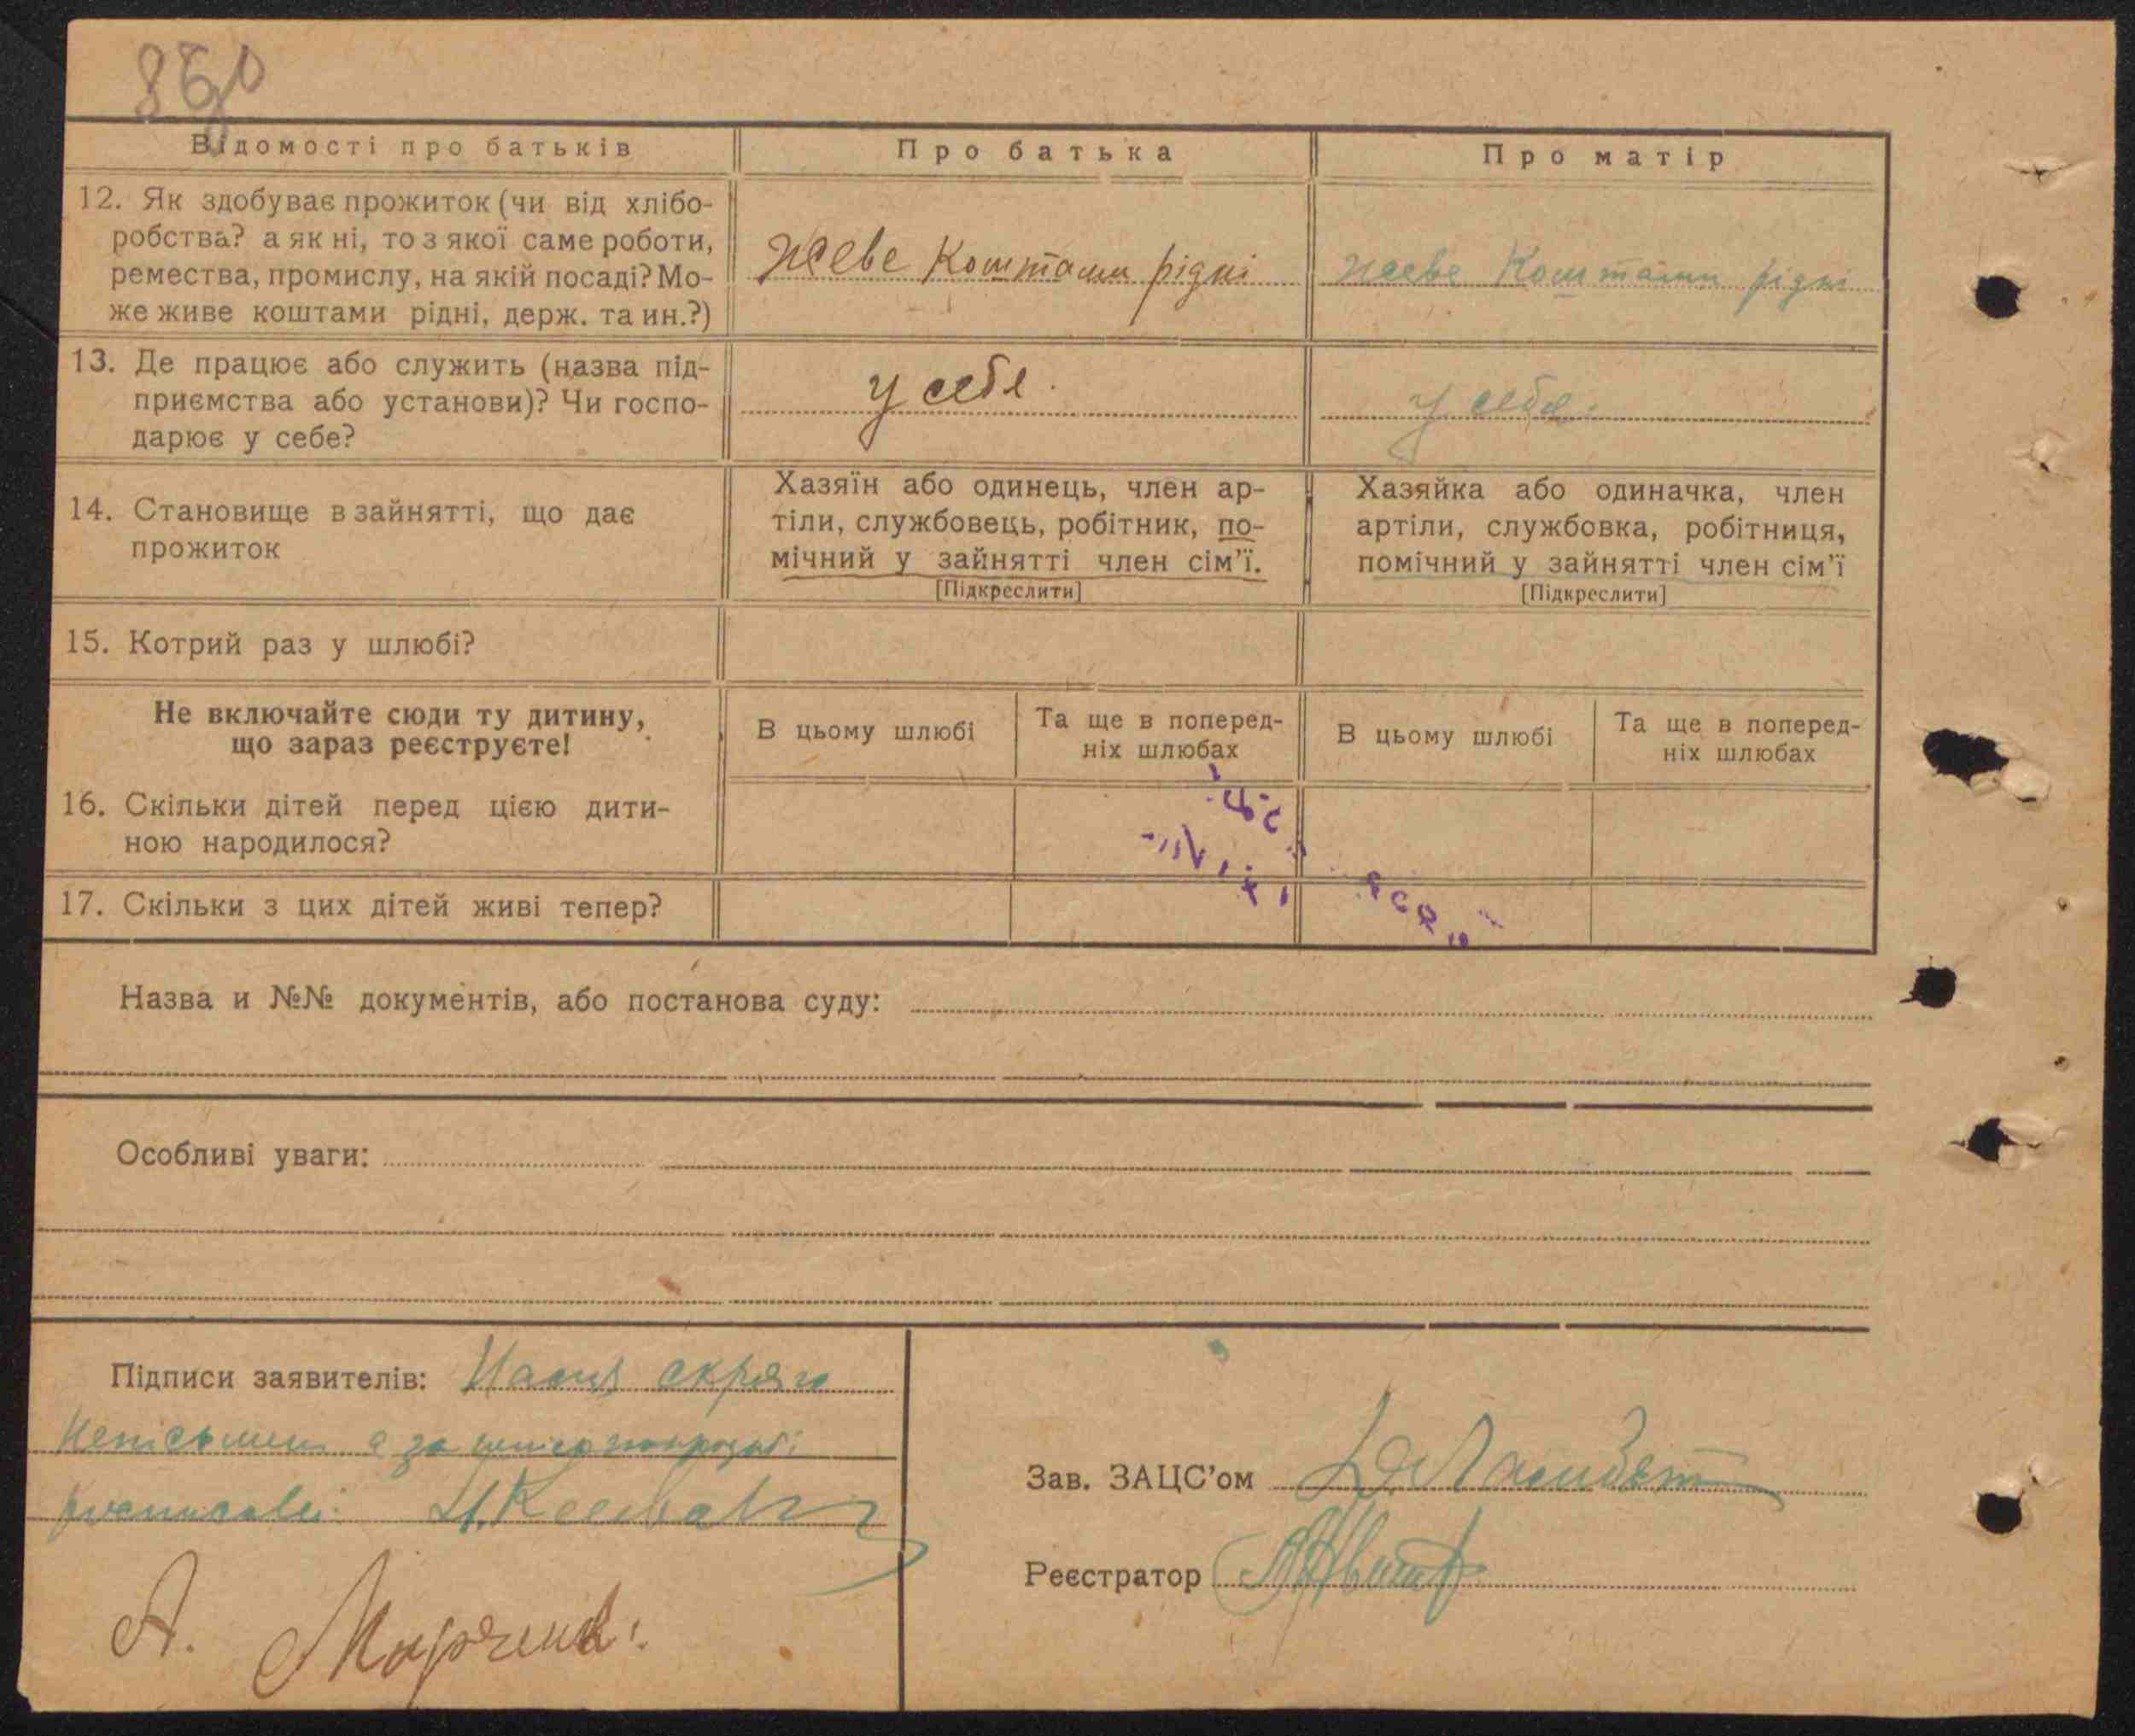 Відомості про батьків
Про батька
Про матір
12. Як здобуває прожиток (чи від хлібо-
робства? а як ні, то з якої саме роботи,
ремества, промислу, на якій посаді? Мо-
же живе коштами рідні, держ. та ин.?)
живе коштами рідні
живе коштами рідні
13. Де працює або служить (назва під-
приємства або установи)? Чи госпо-
дарює у себе?
у себе.
у себе.
14. Становище в зайнятті, що дає
прожиток
Хазяїн або одинець, член ар-
тіли, службовець, робітник, по-
мічний у зайнятті член сім'ї.
[Підкреслити]
Хазяйка або одиначка, член
артіли, службовка, робітниця,
помічний у зайнятті член сім'ї
[Підкреслити]
15. Котрий раз у шлюбі?
Не включайте сюди ту дитину,
що зараз реєструєте!
В цьому шлюбі
Та ще в поперед-
ніх шлюбах
В цьому шлюбі
Та ще в поперед-
ніх шлюбах
16. Скільки дітей перед цією дити-
ною народилося?
17. Скільки з цих дітей живі тепер?
Назва и №№ документів, або постанова суду:
Особливі уваги:
Підписи заявителів:
а за
А.
Зав. ЗАЦС'ом
Реєстратор